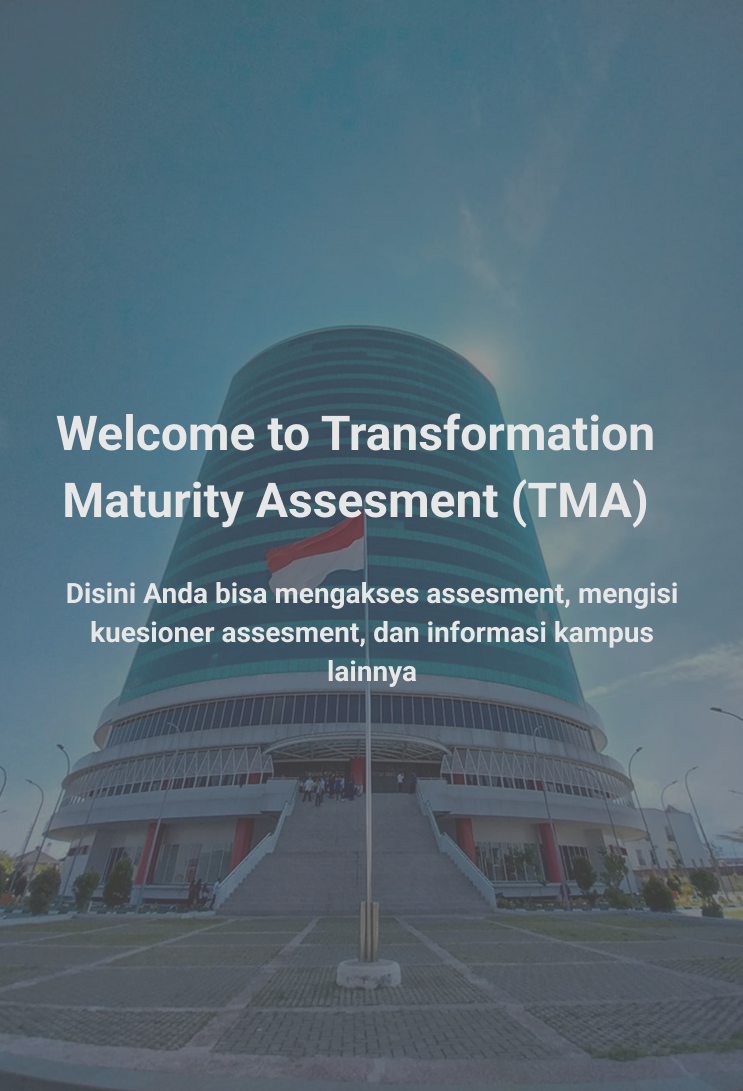 Welcome to Transformation
Maturity Assesment (TMA)
Disini Anda bisa mengakses assesment, mengisi
kuesioner assesment, dan informasi kampus
lainnya